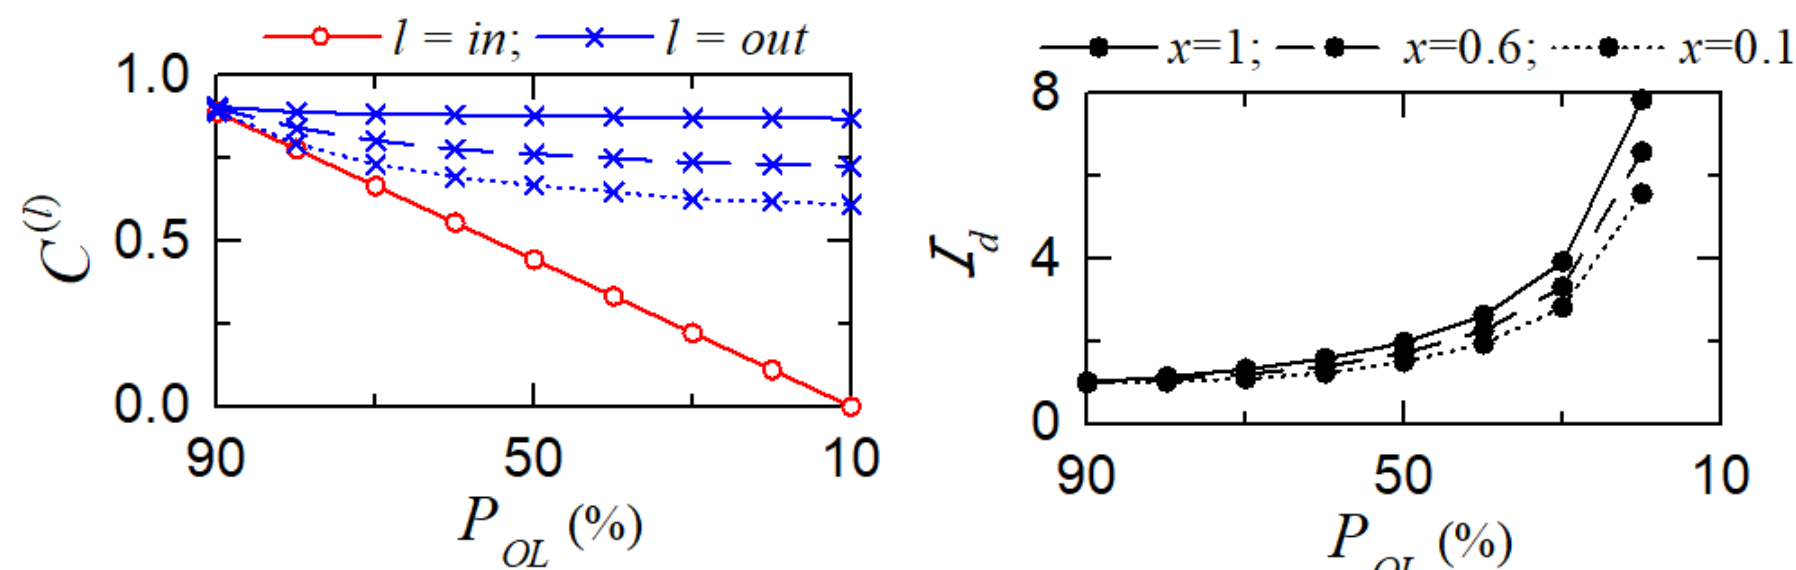 l = in; l = out
1.0
0.5
0.0
C(l)
90 50 10
POL (%)
x=1; x=0.6; x=0.1
8
4
0
Id
90 50 10
POL (%)